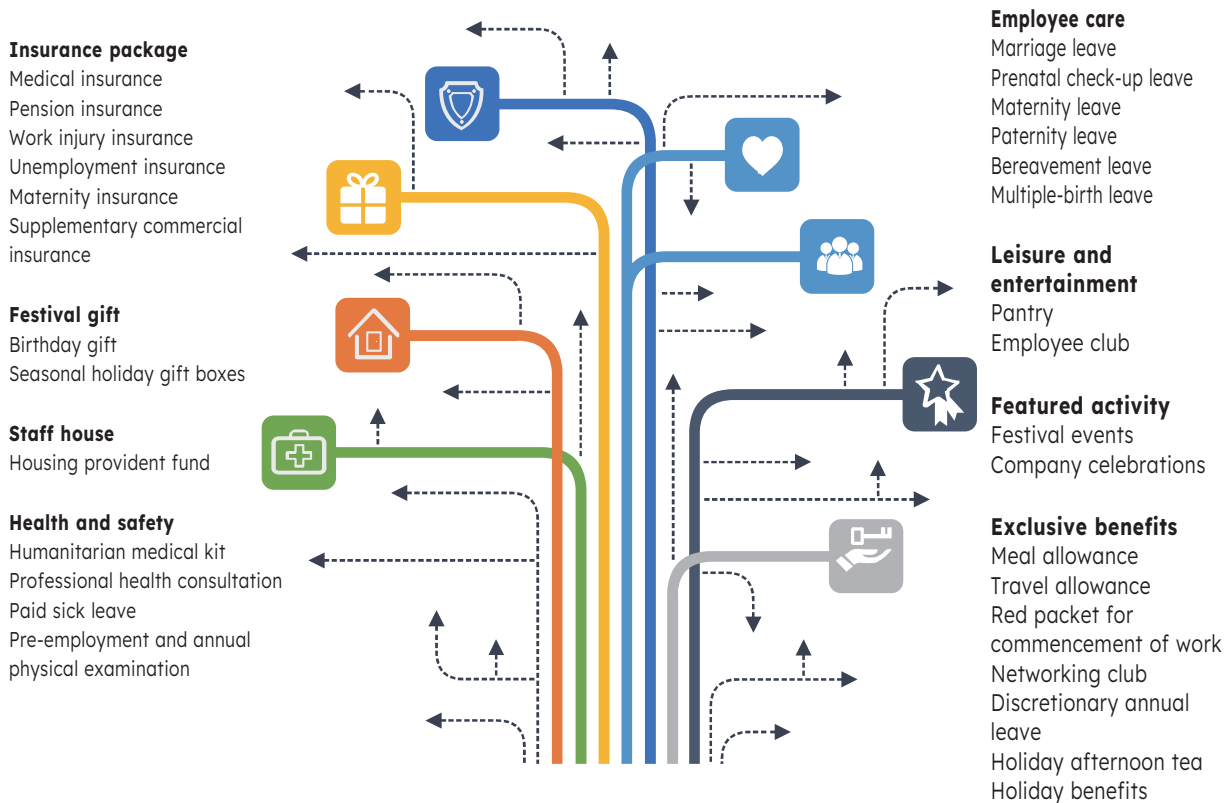 Insurance package
Medical insurance
Pension insurance
Work injury insurance
Unemployment insurance
Maternity insurance
Supplementary commercial
insurance
Festival gift
Birthday gift
Seasonal holiday gift boxes
Staff house
Housing provident fund
Health and safety
Humanitarian medical kit
Professional health consultation
Paid sick leave
Pre-employment and annual
physical examination
Employee care
Marriage leave
Prenatal check-up leave
Maternity leave
Paternity leave
Bereavement leave
Multiple-birth leave
Leisure and
entertainment
Pantry
Employee club
Featured activity
Festival events
Company celebrations
Exclusive benefits
Meal allowance
Travel allowance
Red packet for
commencement of work
Networking club
Discretionary annual
leave
Holiday afternoon tea
Holiday benefits